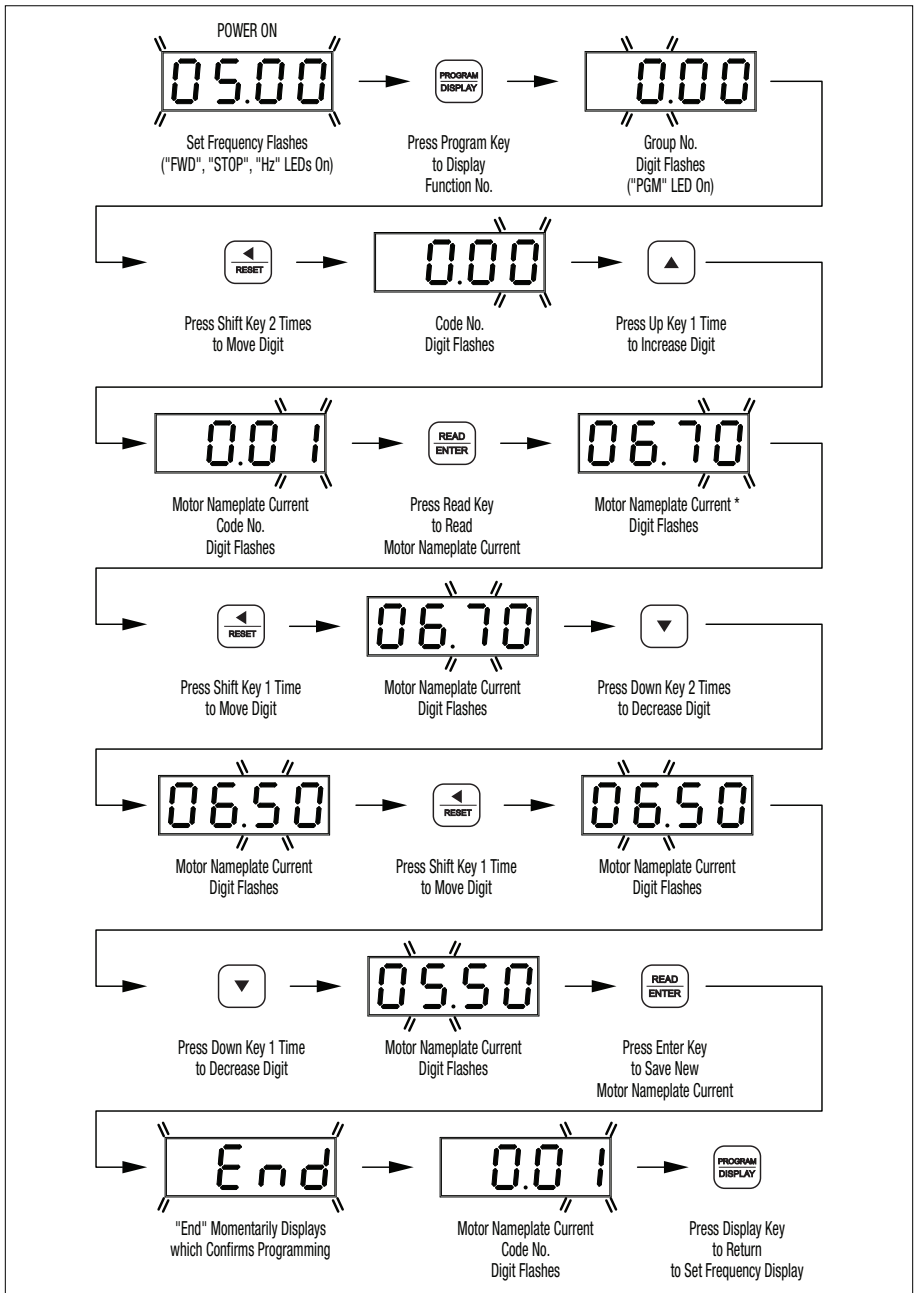 POWER ON
05.00
PROGRAM
DISPLAY
0.00
Set Frequency Flashes
("FWD", "STOP", "Hz" LEDs On)
Press Program Key
to Display
Function No.
Group No.
Digit Flashes
("PGM" LED On)
RESET
0.00
Press Shift Key 2 Times
to Move Digit
Code No.
Digit Flashes
Press Up Key 1 Time
to Increase Digit
0.01
READ
ENTER
06.70
Motor Nameplate Current
Code No.
Digit Flashes
Press Read Key
to Read
Motor Nameplate Current
Motor Nameplate Current *
Digit Flashes
RESET
06.70
Press Shift Key 1 Time
to Move Digit
Motor Nameplate Current
Digit Flashes
Press Down Key 2 Times
to Decrease Digit
06.50
RESET
06.50
Motor Nameplate Current
Digit Flashes
Press Shift Key 1 Time
to Move Digit
Motor Nameplate Current
Digit Flashes
05.50
READ
ENTER
Press Down Key 1 Time
to Decrease Digit
Motor Nameplate Current
Digit Flashes
Press Enter Key
to Save New
Motor Nameplate Current
End
0.01
PROGRAM
DISPLAY
"End" Momentarily Displays
which Confirms Programming
Motor Nameplate Current
Code No.
Digit Flashes
Press Display Key
to Return
to Set Frequency Display